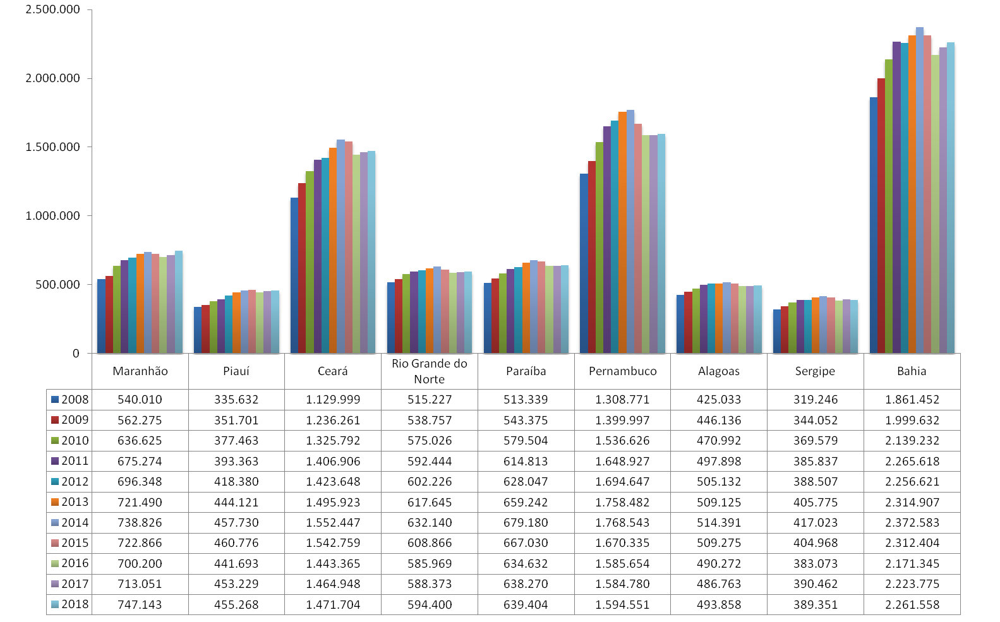 2.500.000
2.000.000
1.500.000
1.000.000
500.000
0
Maranhão Piauí Ceará Rio Grande do Norte Paraíba Pernambuco Alagoas Sergipe Bahia
2008 540.010 335.632 1.129.999 515.227 513.339 1.308.771 425.033 319.246 1.861.452
2009 562.275 351.701 1.236.261 538.757 543.375 1.399.997 446.136 344.052 1.999.632
2010 636.625 377.463 1.325.792 575.026 579.504 1.536.626 470.992 369.579 2.139.232
2011 675.274 393.363 1.406.906 592.444 614.813 1.648.927 497.898 385.837 2.265.618
2012 696.348 418.380 1.423.648 602.226 628.047 1.694.647 505.132 388.507 2.256.621
2013 721.490 444.121 1.495.923 617.645 659.242 1.758.482 509.125 405.775 2.314.907
2014 738.826 457.730 1.552.447 632.140 679.180 1.768.543 514.391 417.023 2.372.583
2015 722.866 460.776 1.542.759 608.866 667.030 1.670.335 509.275 404.968 2.312.404
2016 700.200 441.693 1.443.365 585.969 634.632 1.585.654 490.272 383.073 2.171.345
2017 713.051 453.229 1.464.948 588.373 638.270 1.584.780 486.763 390.462 2.223.775
2018 747.143 455.268 1.471.704 594.400 639.404 1.594.551 493.858 389.351 2.261.558